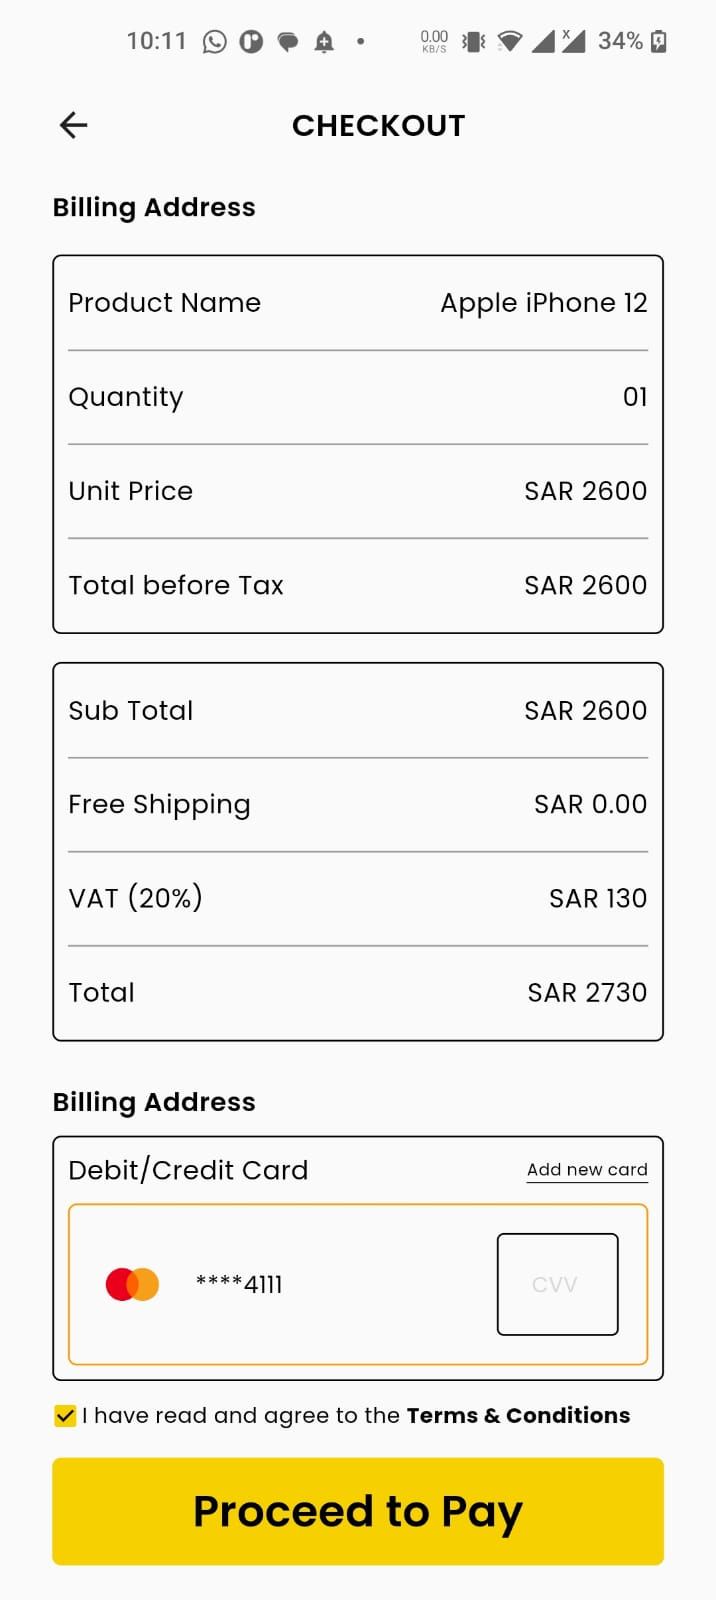 10:11 0.00 KB/S 34%
CHECKOUT
Billing Address
Product Name Apple iPhone 12
Quantity 01
Unit Price SAR 2600
Total before Tax SAR 2600
Sub Total SAR 2600
Free Shipping SAR 0.00
VAT (20%) SAR 130
Total SAR 2730
Billing Address
Debit/Credit Card Add new card
****4111 CVV
I have read and agree to the Terms & Conditions
Proceed to Pay